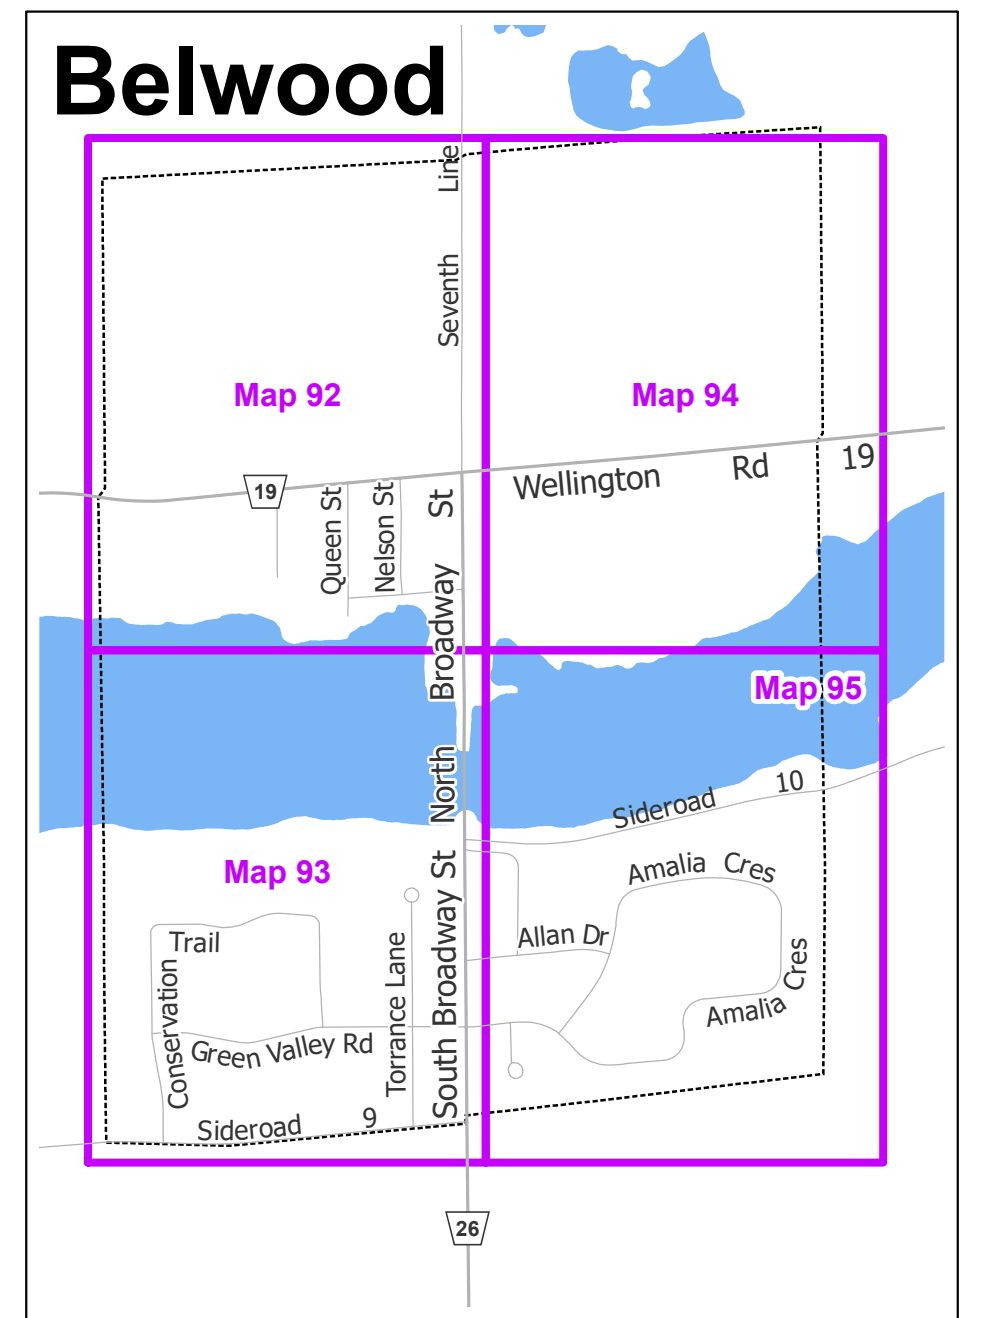 Belwood
Seventh Line
Map 92
Map 94
Wellington Rd 19
19
Queen St
Nelson St
North Broadway St
Map 95
Sideroad 10
Map 93
South Broadway St
Amalia Cres
Trail
Allan Dr
Conservation
Torrance Lane
Cres
Amalia
Green Valley Rd
Sideroad 9
26